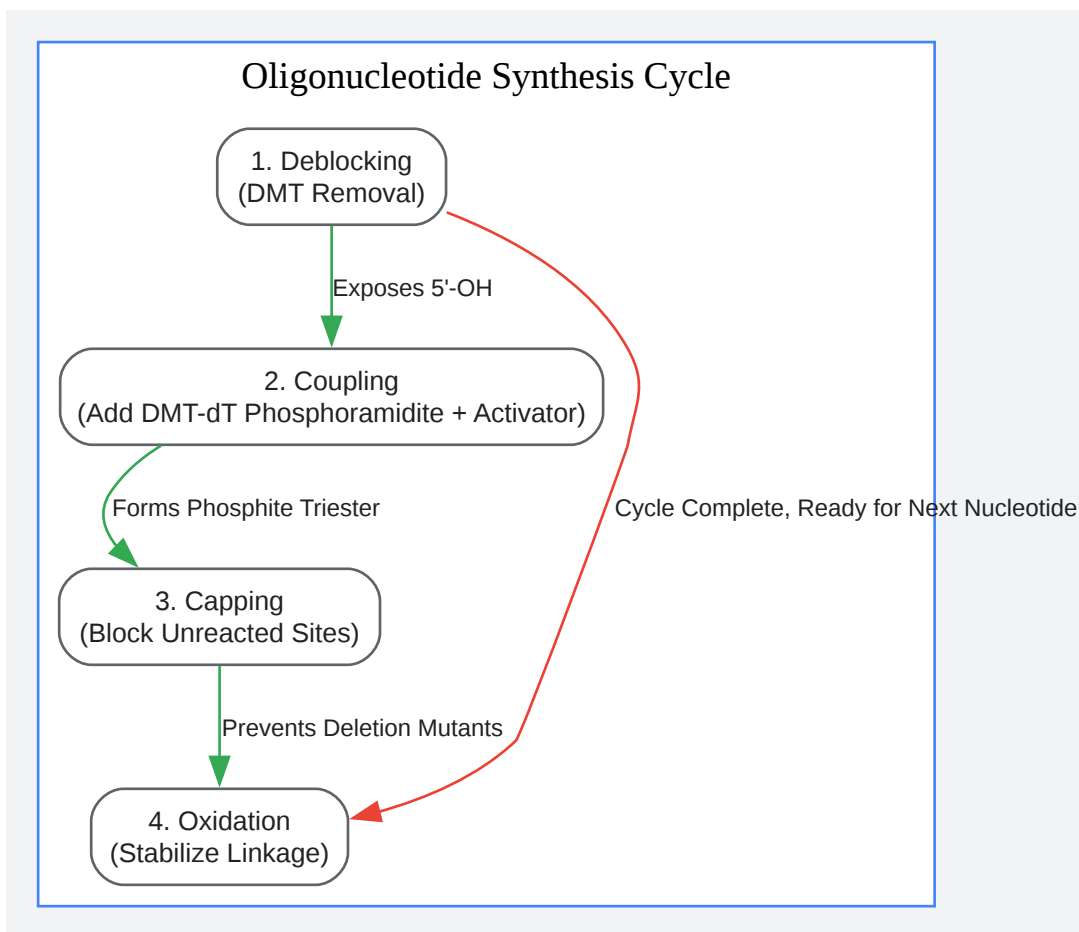 Oligonucleotide Synthesis Cycle
1. Deblocking
(DMT Removal)
Exposes 5'-OH
2. Coupling
(Add DMT-dT Phosphoramidite + Activator)
Forms Phosphite Triester
Cycle Complete, Ready for Next Nucleotide
3. Capping
(Block Unreacted Sites)
Prevents Deletion Mutants
4. Oxidation
(Stabilize Linkage)